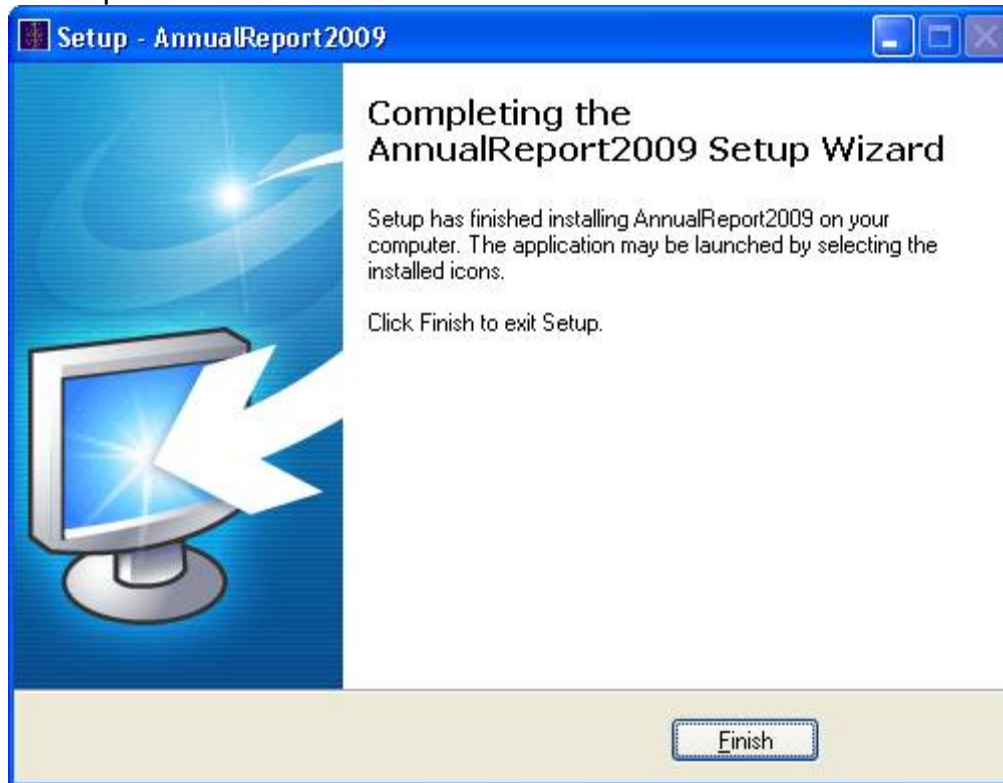 Setup - AnnualReport2009
Completing the
AnnualReport2009 Setup Wizard
Setup has finished installing AnnualReport2009 on your
computer. The application may be launched by selecting the
installed icons.
Click Finish to exit Setup.
Finish